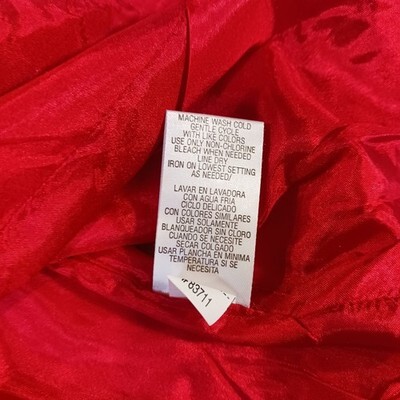 MACHINE WASH COLD
GENTLE CYCLE
WITH LIKE COLORS
USE ONLY NON-CHLORINE
BLEACH WHEN NEEDED
LINE DRY
IRON ON LOWEST SETTING
AS NEEDED/
LAVAR EN LAVADORA
CON AGUA FRIA
CICLO DELICADO
CON COLORES SIMILARES
USAR SOLAMENTE
BLANQUEADOR SIN CLORO
CUANDO SE NECESITE
SECAR COLGADO
USAR PLANCHA EN MINIMA
TEMPERATURA SI SE
NECESITA
83711